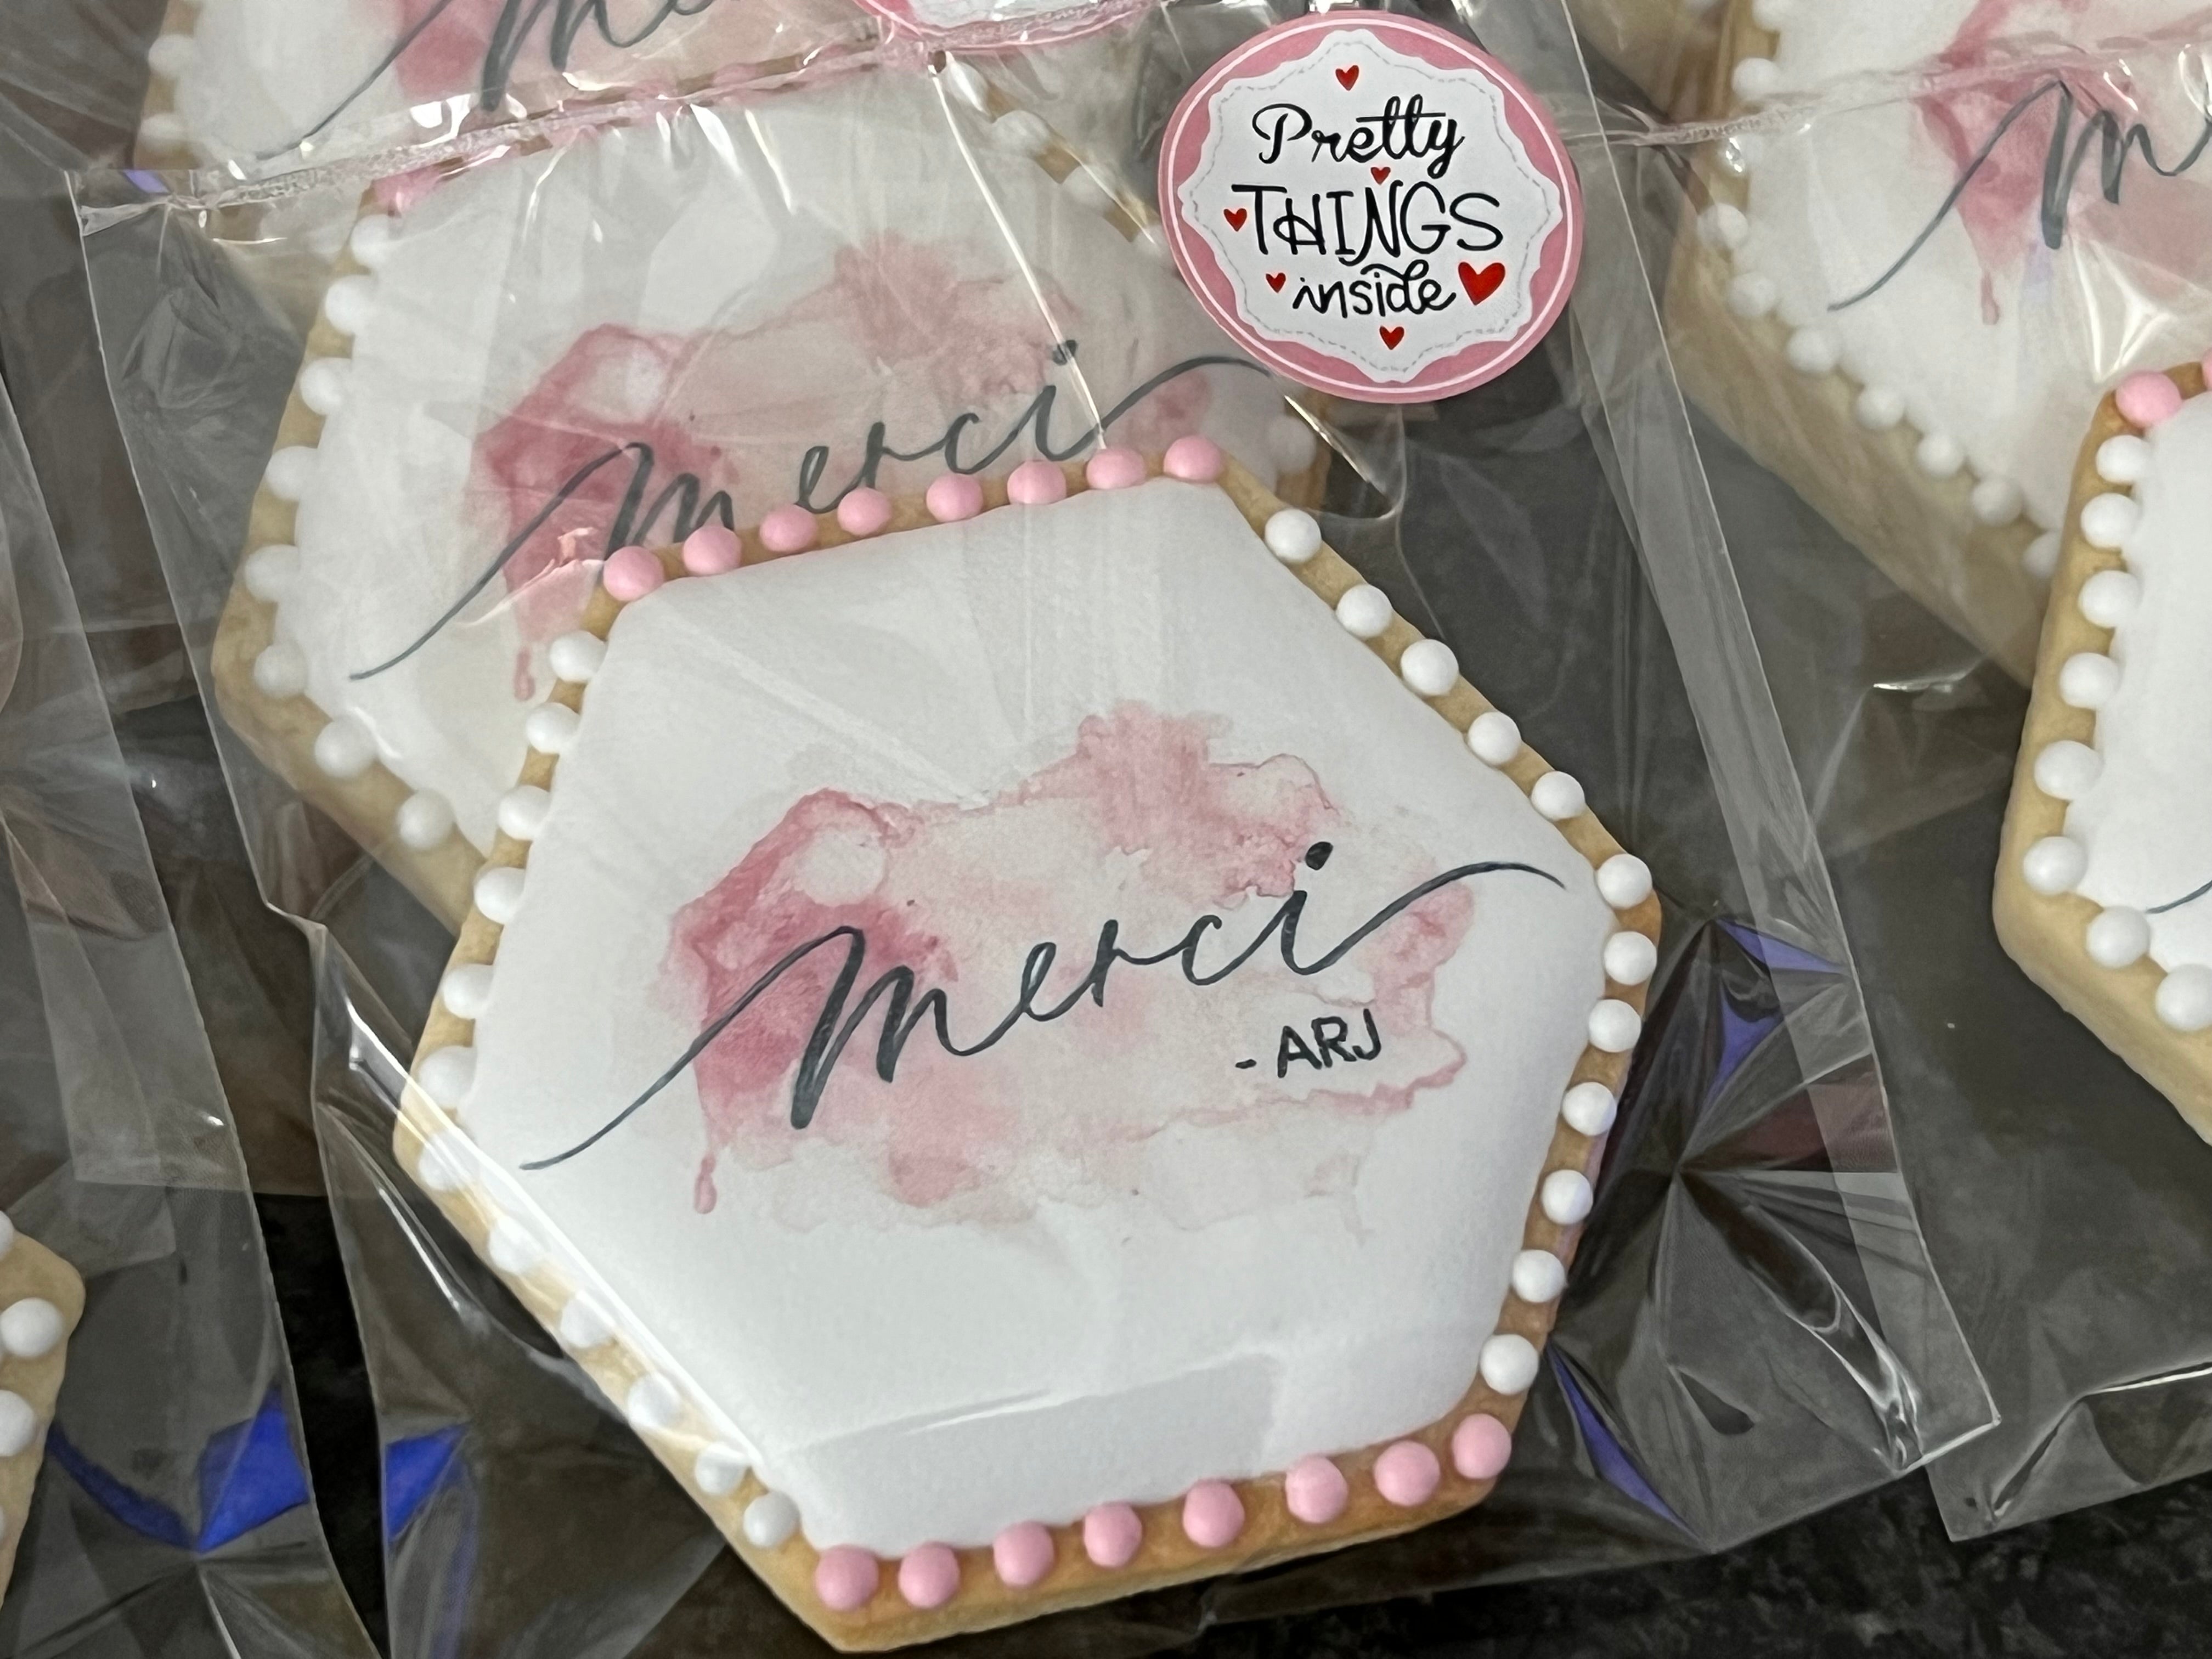 Pretty
THINGS
inside
merci
merci
- ARJ